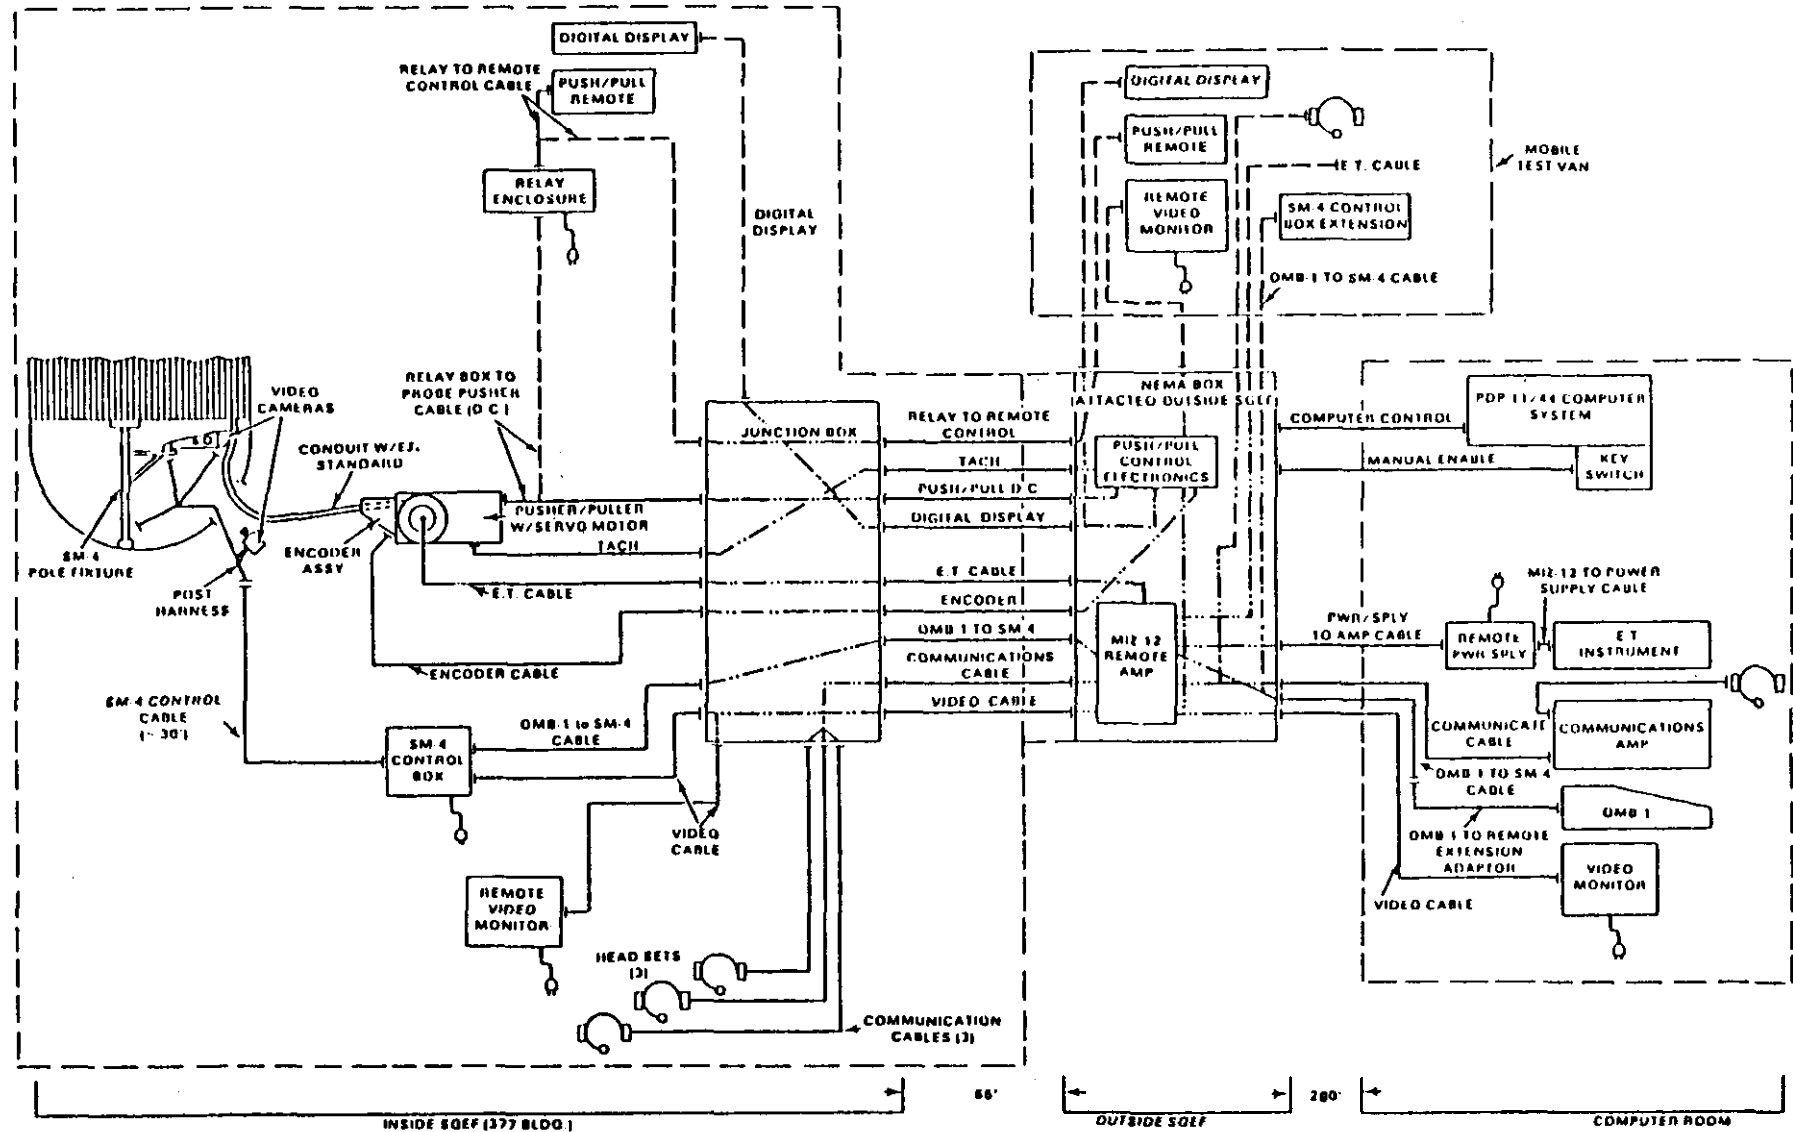 DIGITAL DISPLAY
RELAY TO REMOTE
CONTROL CABLE
PUSH/PULL
REMOTE
RELAY
ENCLOSURE
DIGITAL
DISPLAY
DIGITAL DISPLAY
PUSH/PULL
REMOTE
REMOTE
VIDEO
MONITOR
E.T. CABLE
SM-4 CONTROL
BOX EXTENSION
OMB-1 TO SM-4 CABLE
MOBILE
TEST VAN
VIDEO
CAMERAS
CONDUIT W/E.T.
STANDARD
RELAY BOX TO
PROBE PUSHER
CABLE (D C)
PUSHER/PULLER
W/SERVO MOTOR
TACH
ENCODER
ASSY
SM-4
POLE FIXTURE
POST
HARNESS
E.T. CABLE
ENCODER CABLE
SM-4 CONTROL
CABLE
(~ 30')
OMB-1 to SM-4
CABLE
SM-4
CONTROL
BOX
VIDEO
CABLE
REMOTE
VIDEO
MONITOR
HEAD SETS
(3)
COMMUNICATION
CABLES (3)
JUNCTION BOX
RELAY TO REMOTE
CONTROL
TACH
PUSH/PULL D C
DIGITAL DISPLAY
E.T. CABLE
ENCODER
OMB 1 TO SM 4
COMMUNICATIONS
CABLE
VIDEO CABLE
NEMA BOX
ATTACTED OUTSIDE SQEF
PUSH/PULL
CONTROL
ELECTRONICS
MIZ 12
REMOTE
AMP
COMPUTER CONTROL
MANUAL ENABLE
PDP 11/44 COMPUTER
SYSTEM
KEY
SWITCH
MIZ-12 TO POWER
SUPPLY CABLE
PWR/SPLY
TO AMP CABLE
REMOTE
PWR SPLY
E T
INSTRUMENT
COMMUNICATE
CABLE
COMMUNICATIONS
AMP
OMB 1 TO SM 4
CABLE
OMB 1
OMB 1 TO REMOTE
EXTENSION
ADAPTOR
VIDEO
MONITOR
VIDEO CABLE
INSIDE SQEF (377 BLDG.)
66'
OUTSIDE SQEF
280'
COMPUTER ROOM